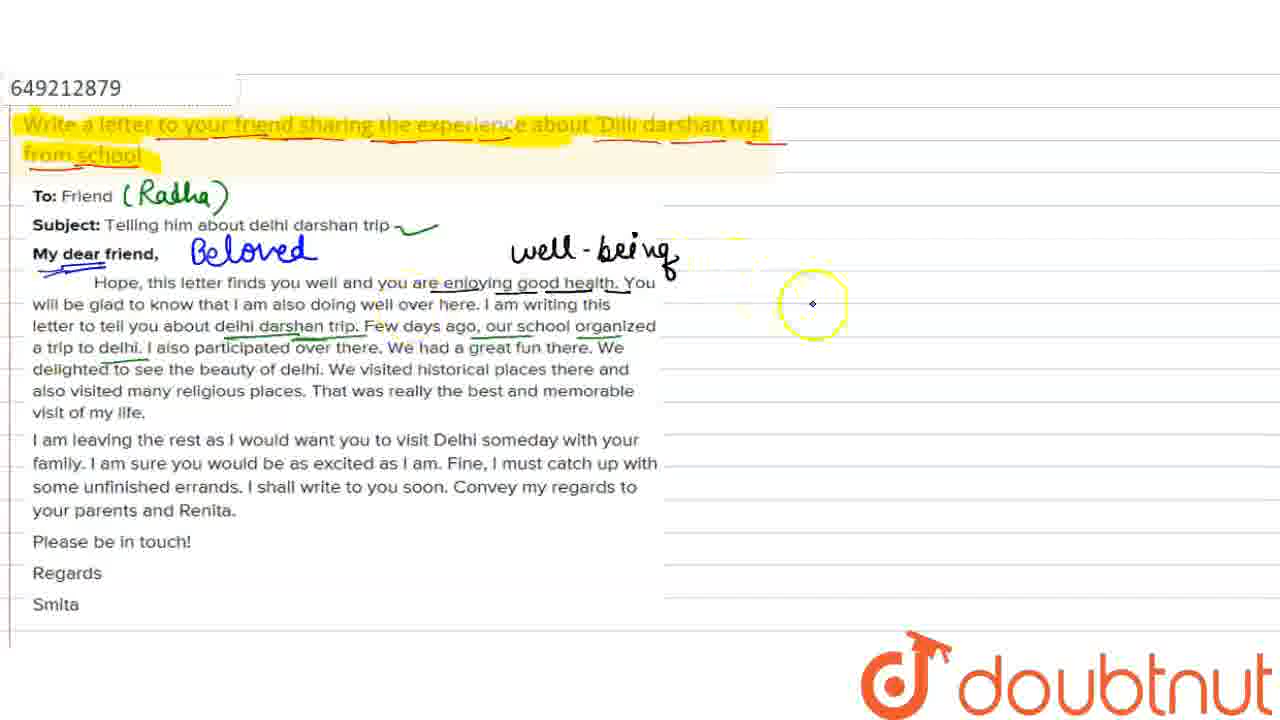 649212879
Write a letter to your friend sharing the experience about 'Dilli darshan trip'
from school
To: Friend (Radha)
Subject: Telling him about delhi darshan trip
My dear friend, Beloved well-being
Hope, this letter finds you well and you are enjoying good health. You
will be glad to know that I am also doing well over here. I am writing this
letter to tell you about delhi darshan trip. Few days ago, our school organized
a trip to delhi. I also participated over there. We had a great fun there. We
delighted to see the beauty of delhi. We visited historical places there and
also visited many religious places. That was really the best and memorable
visit of my life.
I am leaving the rest as I would want you to visit Delhi someday with your
family. I am sure you would be as excited as I am. Fine, I must catch up with
some unfinished errands. I shall write to you soon. Convey my regards to
your parents and Renita.
Please be in touch!
Regards
Smita
doubtnut